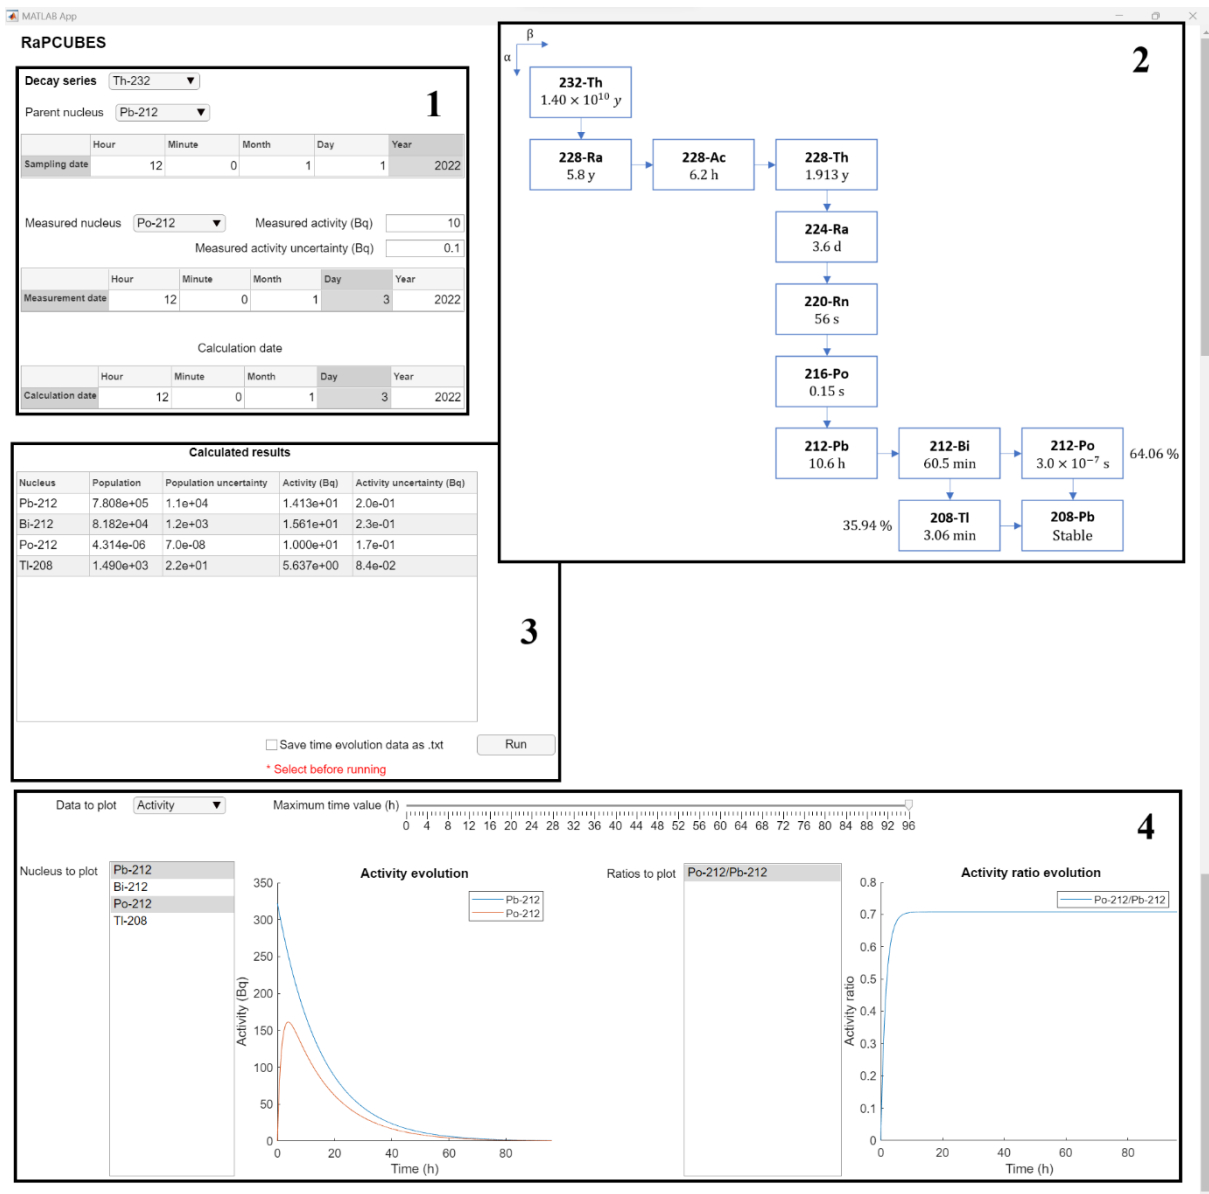 MATLAB App
RaPCUBES
Decay series Th-232
1
Parent nucleus Pb-212
Hour Minute Month Day Year
Sampling date 12 0 1 1 2022
Measured nucleus Po-212 Measured activity (Bq) 10
Measured activity uncertainty (Bq) 0.1
Hour Minute Month Day Year
Measurement date 12 0 1 3 2022
Calculation date
Hour Minute Month Day Year
Calculation date 12 0 1 3 2022
2
β
α
232-Th
1.40 × 10¹⁰ y
228-Ra 228-Ac 228-Th
5.8 y 6.2 h 1.913 y
224-Ra
3.6 d
220-Rn
56 s
216-Po
0.15 s
212-Pb 212-Bi 212-Po
10.6 h 60.5 min 3.0 × 10⁻⁷ s 64.06 %
208-Tl 208-Pb
35.94 % 3.06 min Stable
Calculated results
Nucleus Population Population uncertainty Activity (Bq) Activity uncertainty (Bq)
Pb-212 7.808e+05 1.1e+04 1.413e+01 2.0e-01
Bi-212 8.182e+04 1.2e+03 1.561e+01 2.3e-01
Po-212 4.314e-06 7.0e-08 1.000e+01 1.7e-01
Tl-208 1.490e+03 2.2e+01 5.637e+00 8.4e-02
3
Save time evolution data as .txt Run
* Select before running
Data to plot Activity Maximum time value (h)
0 4 8 12 16 20 24 28 32 36 40 44 48 52 56 60 64 68 72 76 80 84 88 92 96
4
Nucleus to plot
Pb-212
Bi-212
Po-212
Tl-208
Activity evolution
Pb-212
Po-212
350
300
250
200
150
100
50
0
Activity (Bq)
0 20 40 60 80
Time (h)
Ratios to plot Po-212/Pb-212
Activity ratio evolution
Po-212/Pb-212
0.8
0.7
0.6
0.5
0.4
0.3
0.2
0.1
0
Activity ratio
0 20 40 60 80
Time (h)